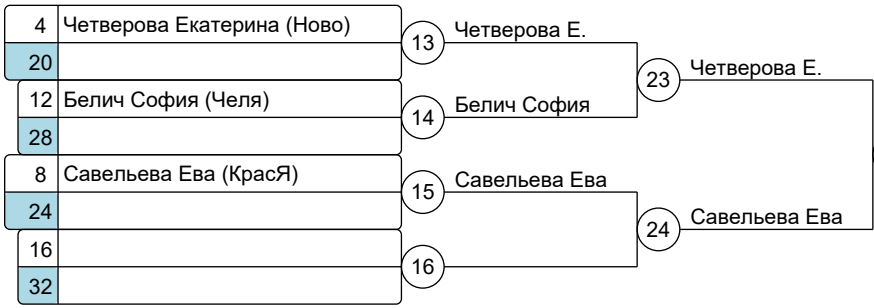 4 Четверова Екатерина (Ново)
20
13 Четверова Е.
23 Четверова Е.
12 Белич София (Челя)
28
14 Белич София
8 Савельева Ева (КрасЯ)
24
15 Савельева Ева
24 Савельева Ева
16
32
16